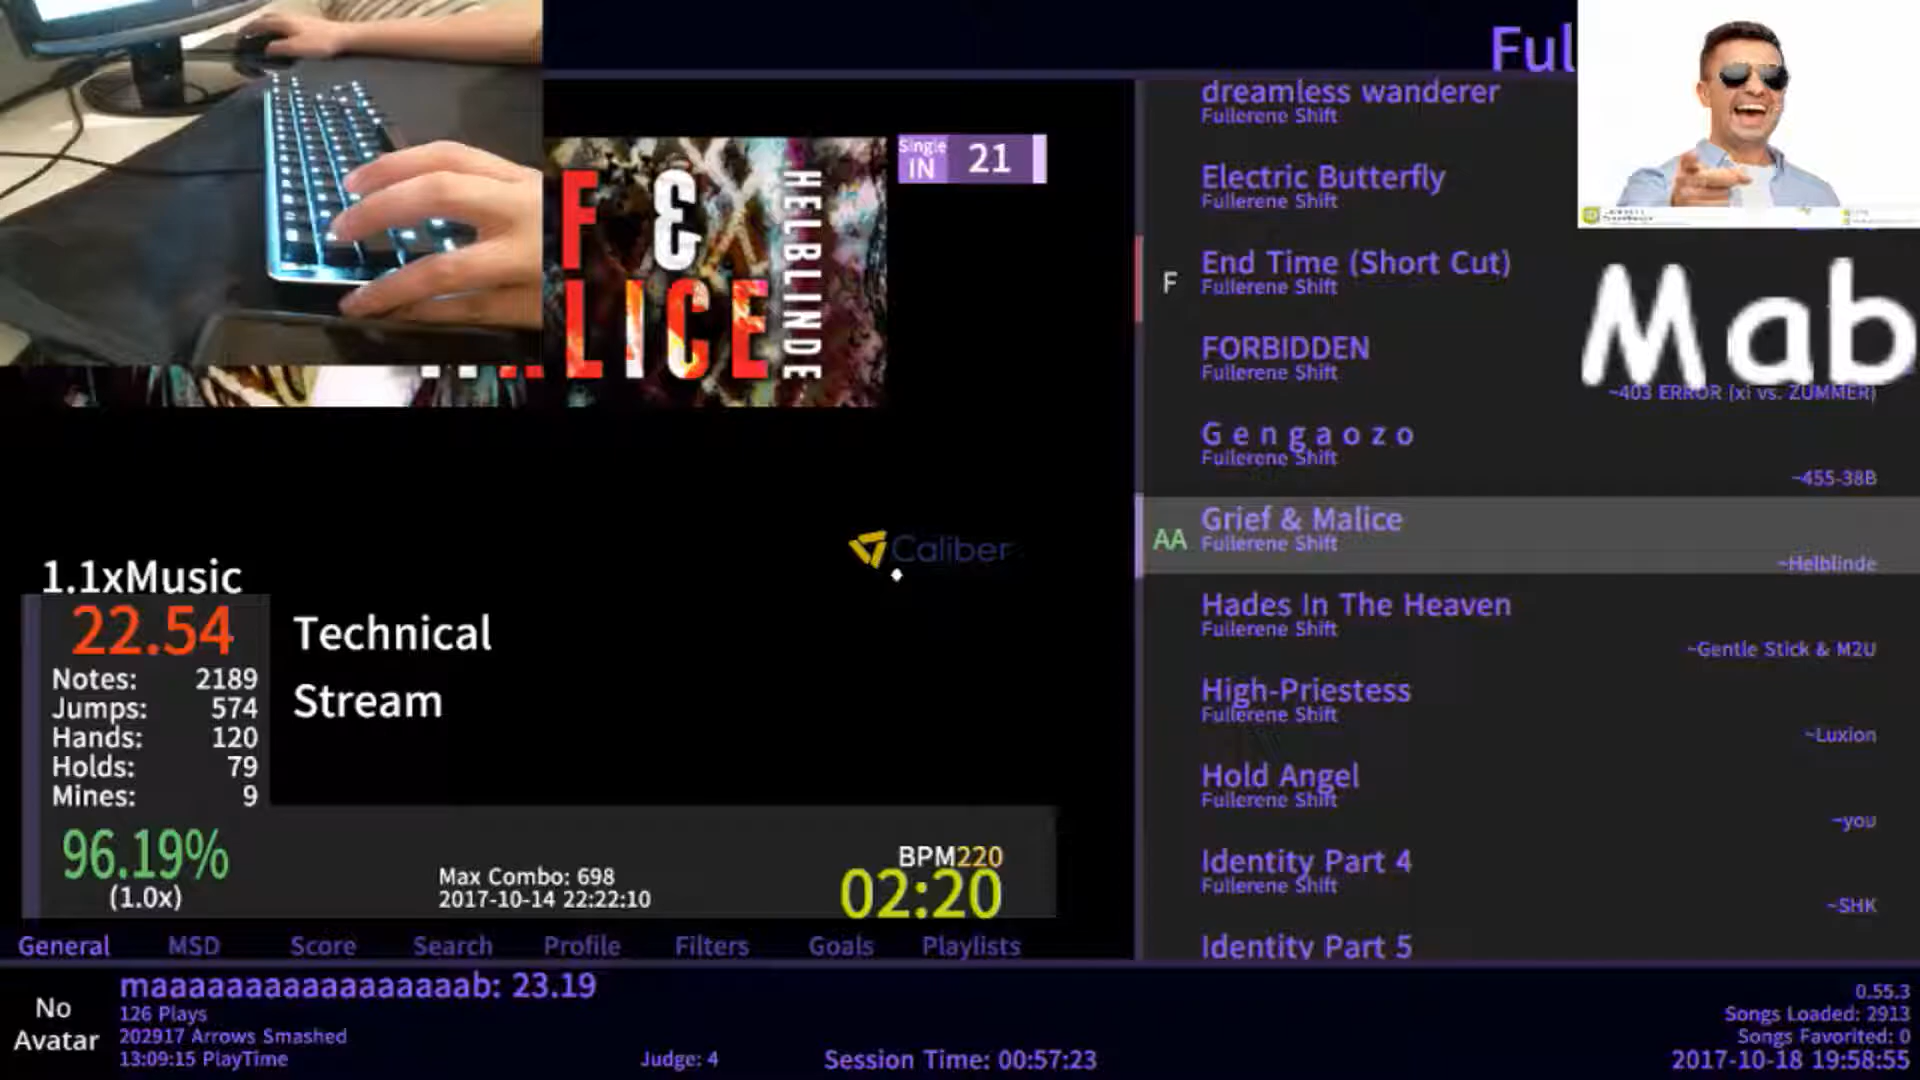 Ful
dreamless wanderer
Fullerene Shift
Electric Butterfly
Fullerene Shift
F
End Time (Short Cut)
Fullerene Shift
FORBIDDEN
Fullerene Shift
~403 ERROR (xi vs. ZUMMER)
Gengaozo
Fullerene Shift
~455-38B
AA
Grief & Malice
Fullerene Shift
~Helblinde
Hades In The Heaven
Fullerene Shift
~Gentle Stick & M2U
High-Priestess
Fullerene Shift
~Luxion
Hold Angel
Fullerene Shift
~you
Identity Part 4
Fullerene Shift
~SHK
Identity Part 5
Mab
F &
LICE
HELBLINDE
Single
IN
21
Caliber
1.1xMusic
22.54
Technical
Stream
Notes: 2189
Jumps: 574
Hands: 120
Holds: 79
Mines: 9
96.19%
(1.0x)
Max Combo: 698
2017-10-14 22:22:10
BPM220
02:20
General MSD Score Search Profile Filters Goals Playlists
No
Avatar
maaaaaaaaaaaaaaaaab: 23.19
126 Plays
202917 Arrows Smashed
13:09:15 PlayTime
Judge: 4
Session Time: 00:57:23
0.55.3
Songs Loaded: 2913
Songs Favorited: 0
2017-10-18 19:58:55